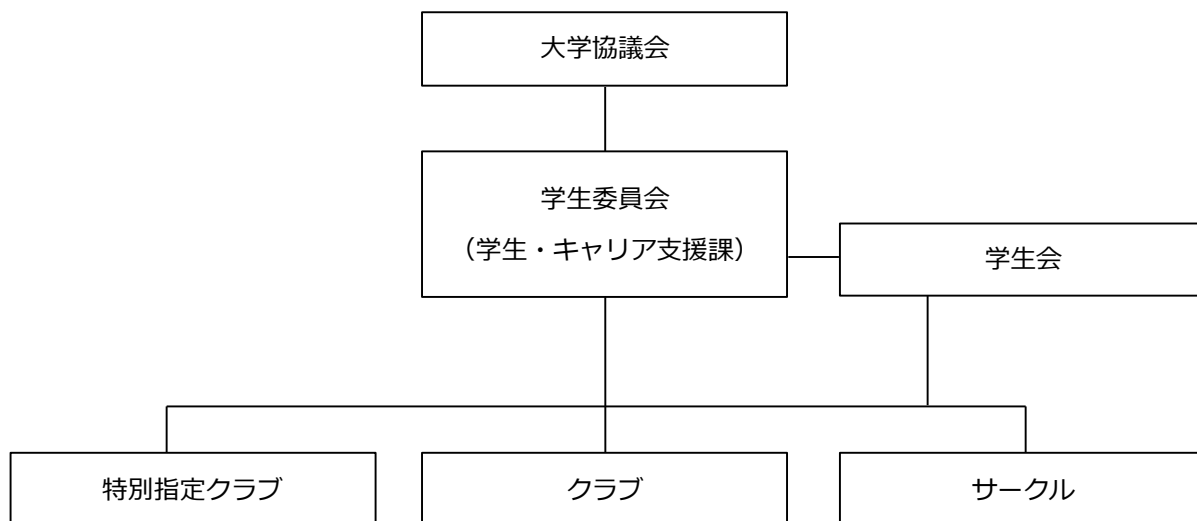 大学協議会
学生委員会
（学生・キャリア支援課）
学生会
特別指定クラブ
クラブ
サークル